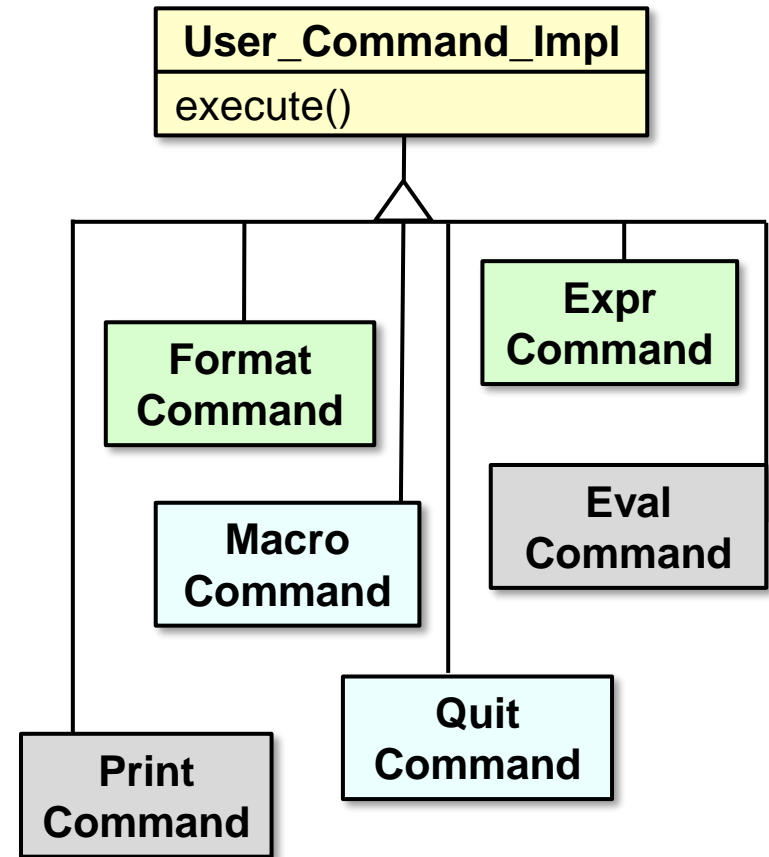 User_Command_Impl
execute()
Expr
Command
Format
Command
Eval
Command
Macro
Command
Quit
Command
Print
Command